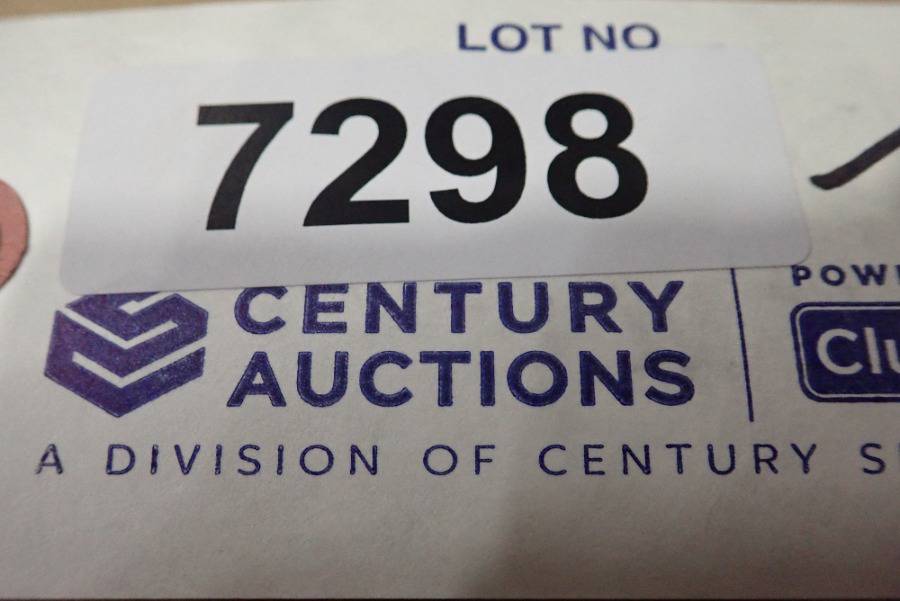 LOT NO
7298
CENTURY
AUCTIONS
A DIVISION OF CENTURY